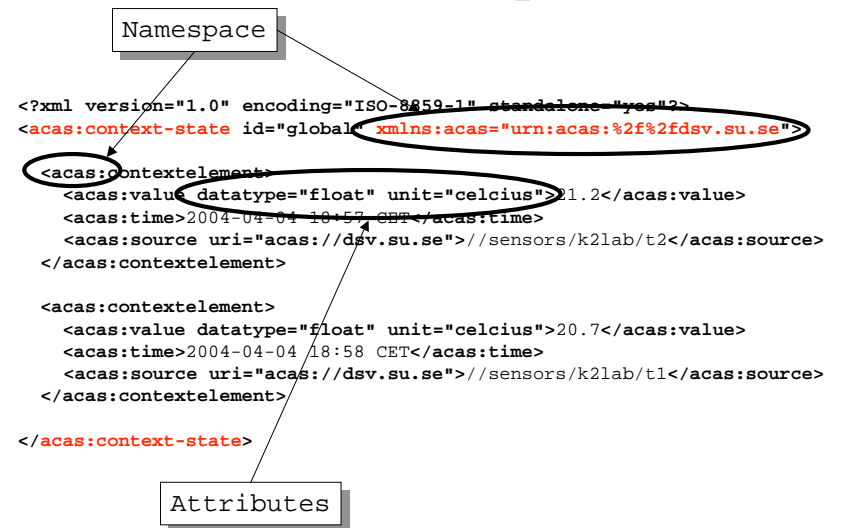 Namespace
<?xml version="1.0" encoding="ISO-8859-1" standalone="yes"?>
<acas:context-state id="global" xmlns:acas="urn:acas:%2f%2fdsv.su.se">
<acas:contextelement>
<acas:value datatype="float" unit="celcius">21.2</acas:value>
<acas:time>2004-04-04 18:57 CET</acas:time>
<acas:source uri="acas://dsv.su.se">//sensors/k2lab/t2</acas:source>
</acas:contextelement>
<acas:contextelement>
<acas:value datatype="float" unit="celcius">20.7</acas:value>
<acas:time>2004-04-04 18:58 CET</acas:time>
<acas:source uri="acas://dsv.su.se">//sensors/k2lab/t1</acas:source>
</acas:contextelement>
</acas:context-state>
Attributes